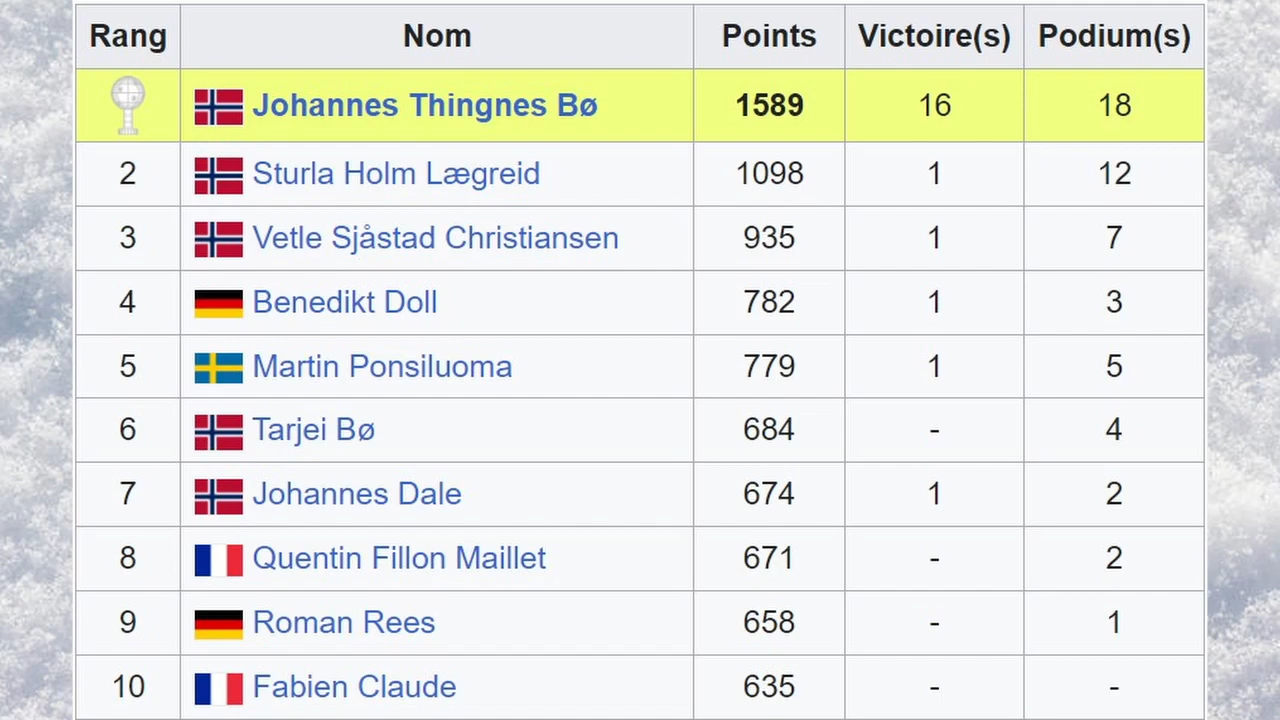 Rang Nom Points Victoire(s) Podium(s)
Johannes Thingnes Bø 1589 16 18
2 Sturla Holm Lægreid 1098 1 12
3 Vetle Sjåstad Christiansen 935 1 7
4 Benedikt Doll 782 1 3
5 Martin Ponsiluoma 779 1 5
6 Tarjei Bø 684 - 4
7 Johannes Dale 674 1 2
8 Quentin Fillon Maillet 671 - 2
9 Roman Rees 658 - 1
10 Fabien Claude 635 - -